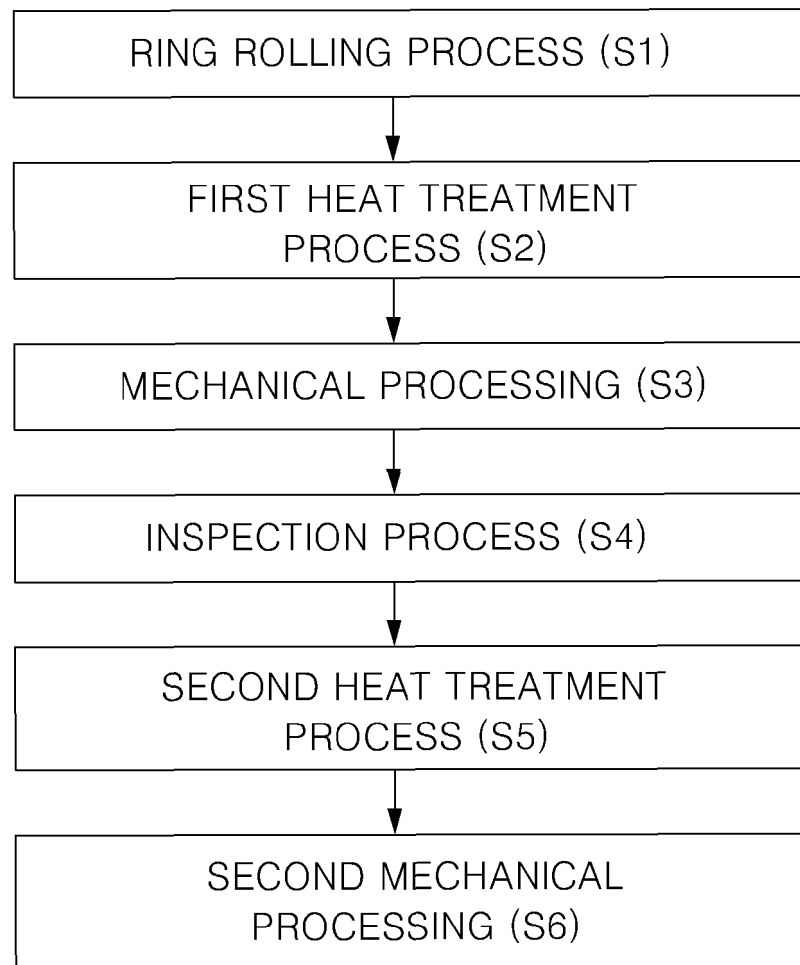 RING ROLLING PROCESS (S1)
FIRST HEAT TREATMENT
PROCESS (S2)
MECHANICAL PROCESSING (S3)
INSPECTION PROCESS (S4)
SECOND HEAT TREATMENT
PROCESS (S5)
SECOND MECHANICAL
PROCESSING (S6)